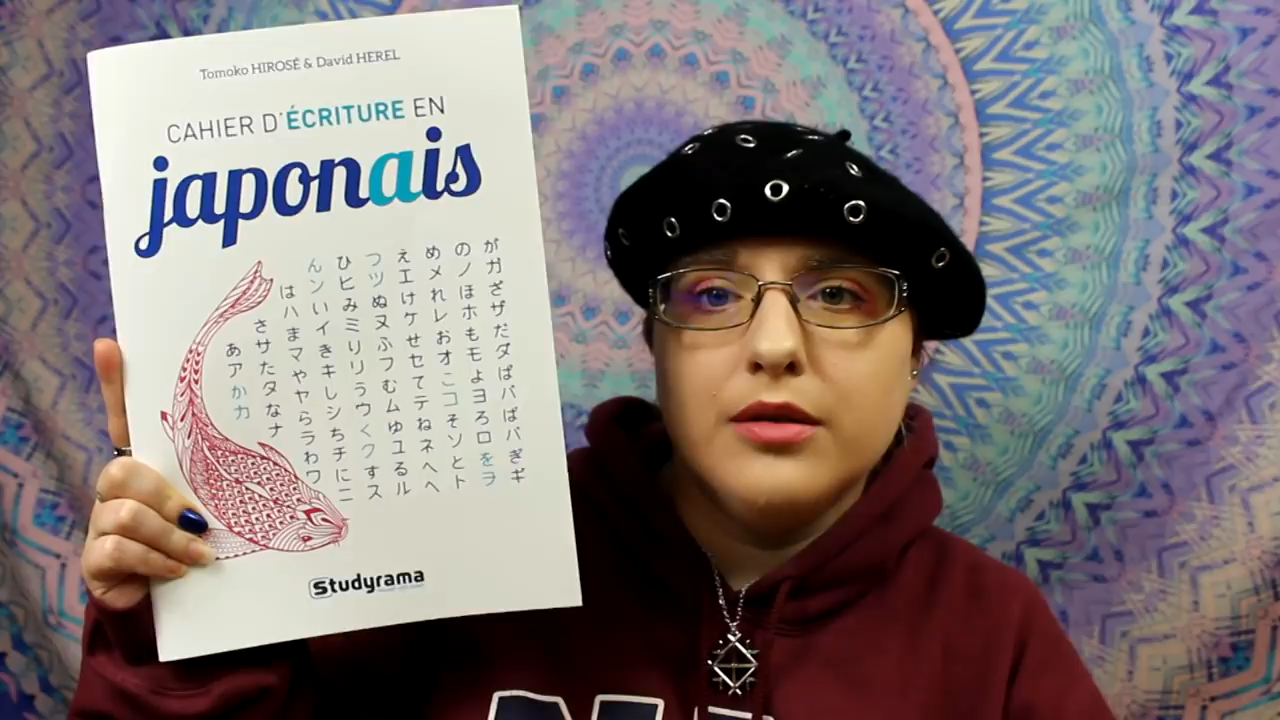 Tomoko HIROSÉ & David HEREL
CAHIER D'ÉCRITURE EN
japonais
あアかカ
さサたタなナ
はハまマやヤらラわワ
んンいイきキしシちチにニ
ひヒみミりリうウくクすス
つツぬヌふフむムゆユるル
えエけケせセてテねネへヘ
めメれレおオこコそソとト
のノほホもモよヨろロをヲ
がガざザだダぱパばバぎギ
Studyrama